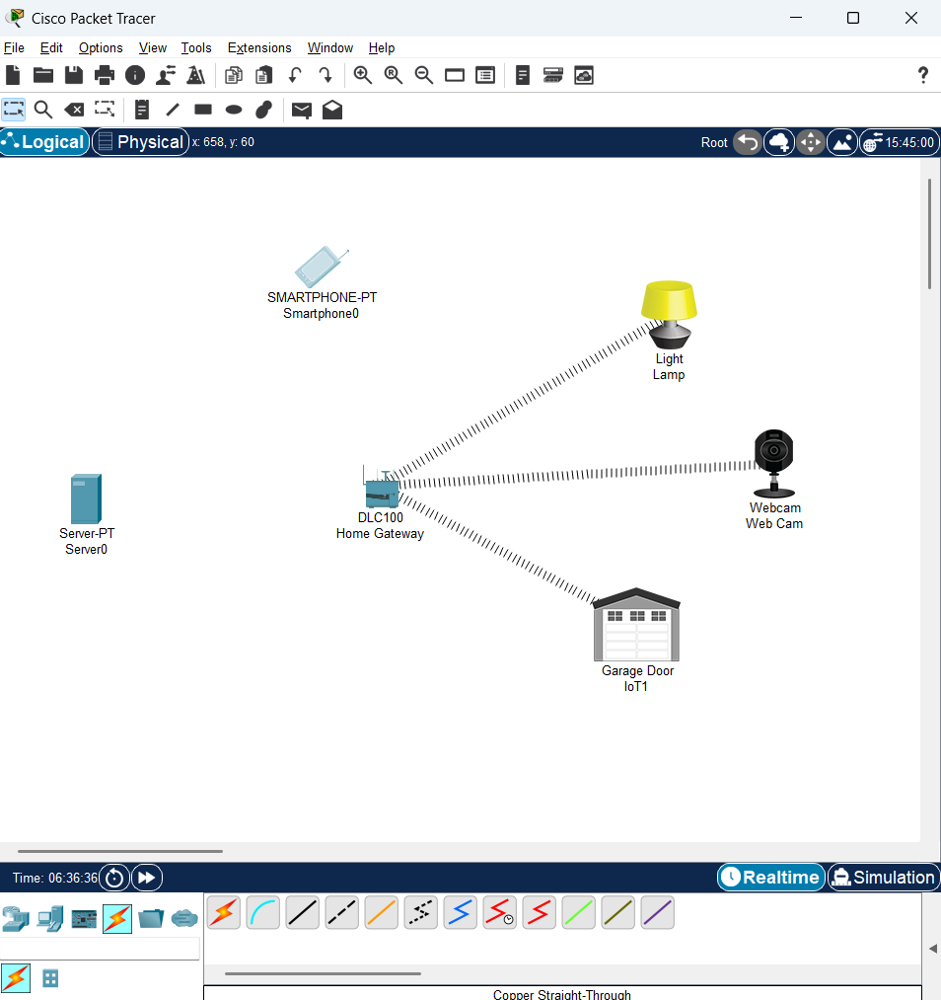 Cisco Packet Tracer
File Edit Options View Tools Extensions Window Help
?
Logical Physical x: 658, y: 60 Root 15:45:00
SMARTPHONE-PT
Smartphone0
Light
Lamp
Webcam
Web Cam
DLC100
Home Gateway
Server-PT
Server0
Garage Door
IoT1
Time: 06:36:36 Realtime Simulation
Copper Straight-Through